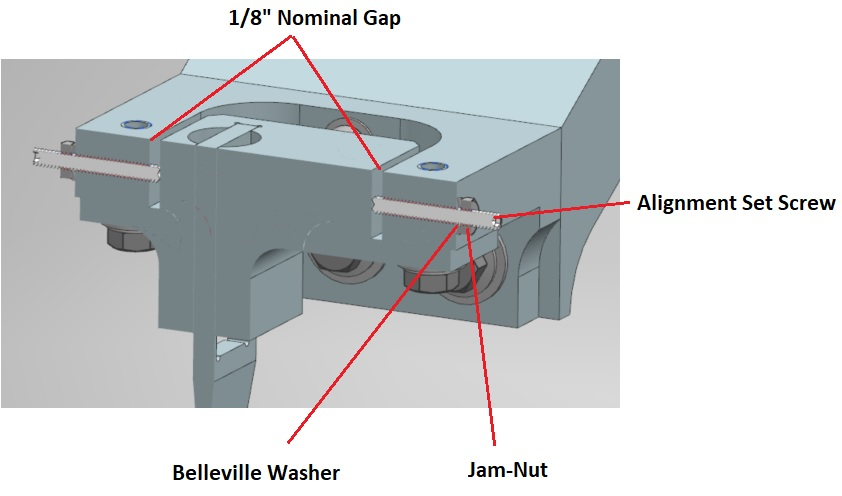 1/8" Nominal Gap
Alignment Set Screw
Belleville Washer
Jam-Nut